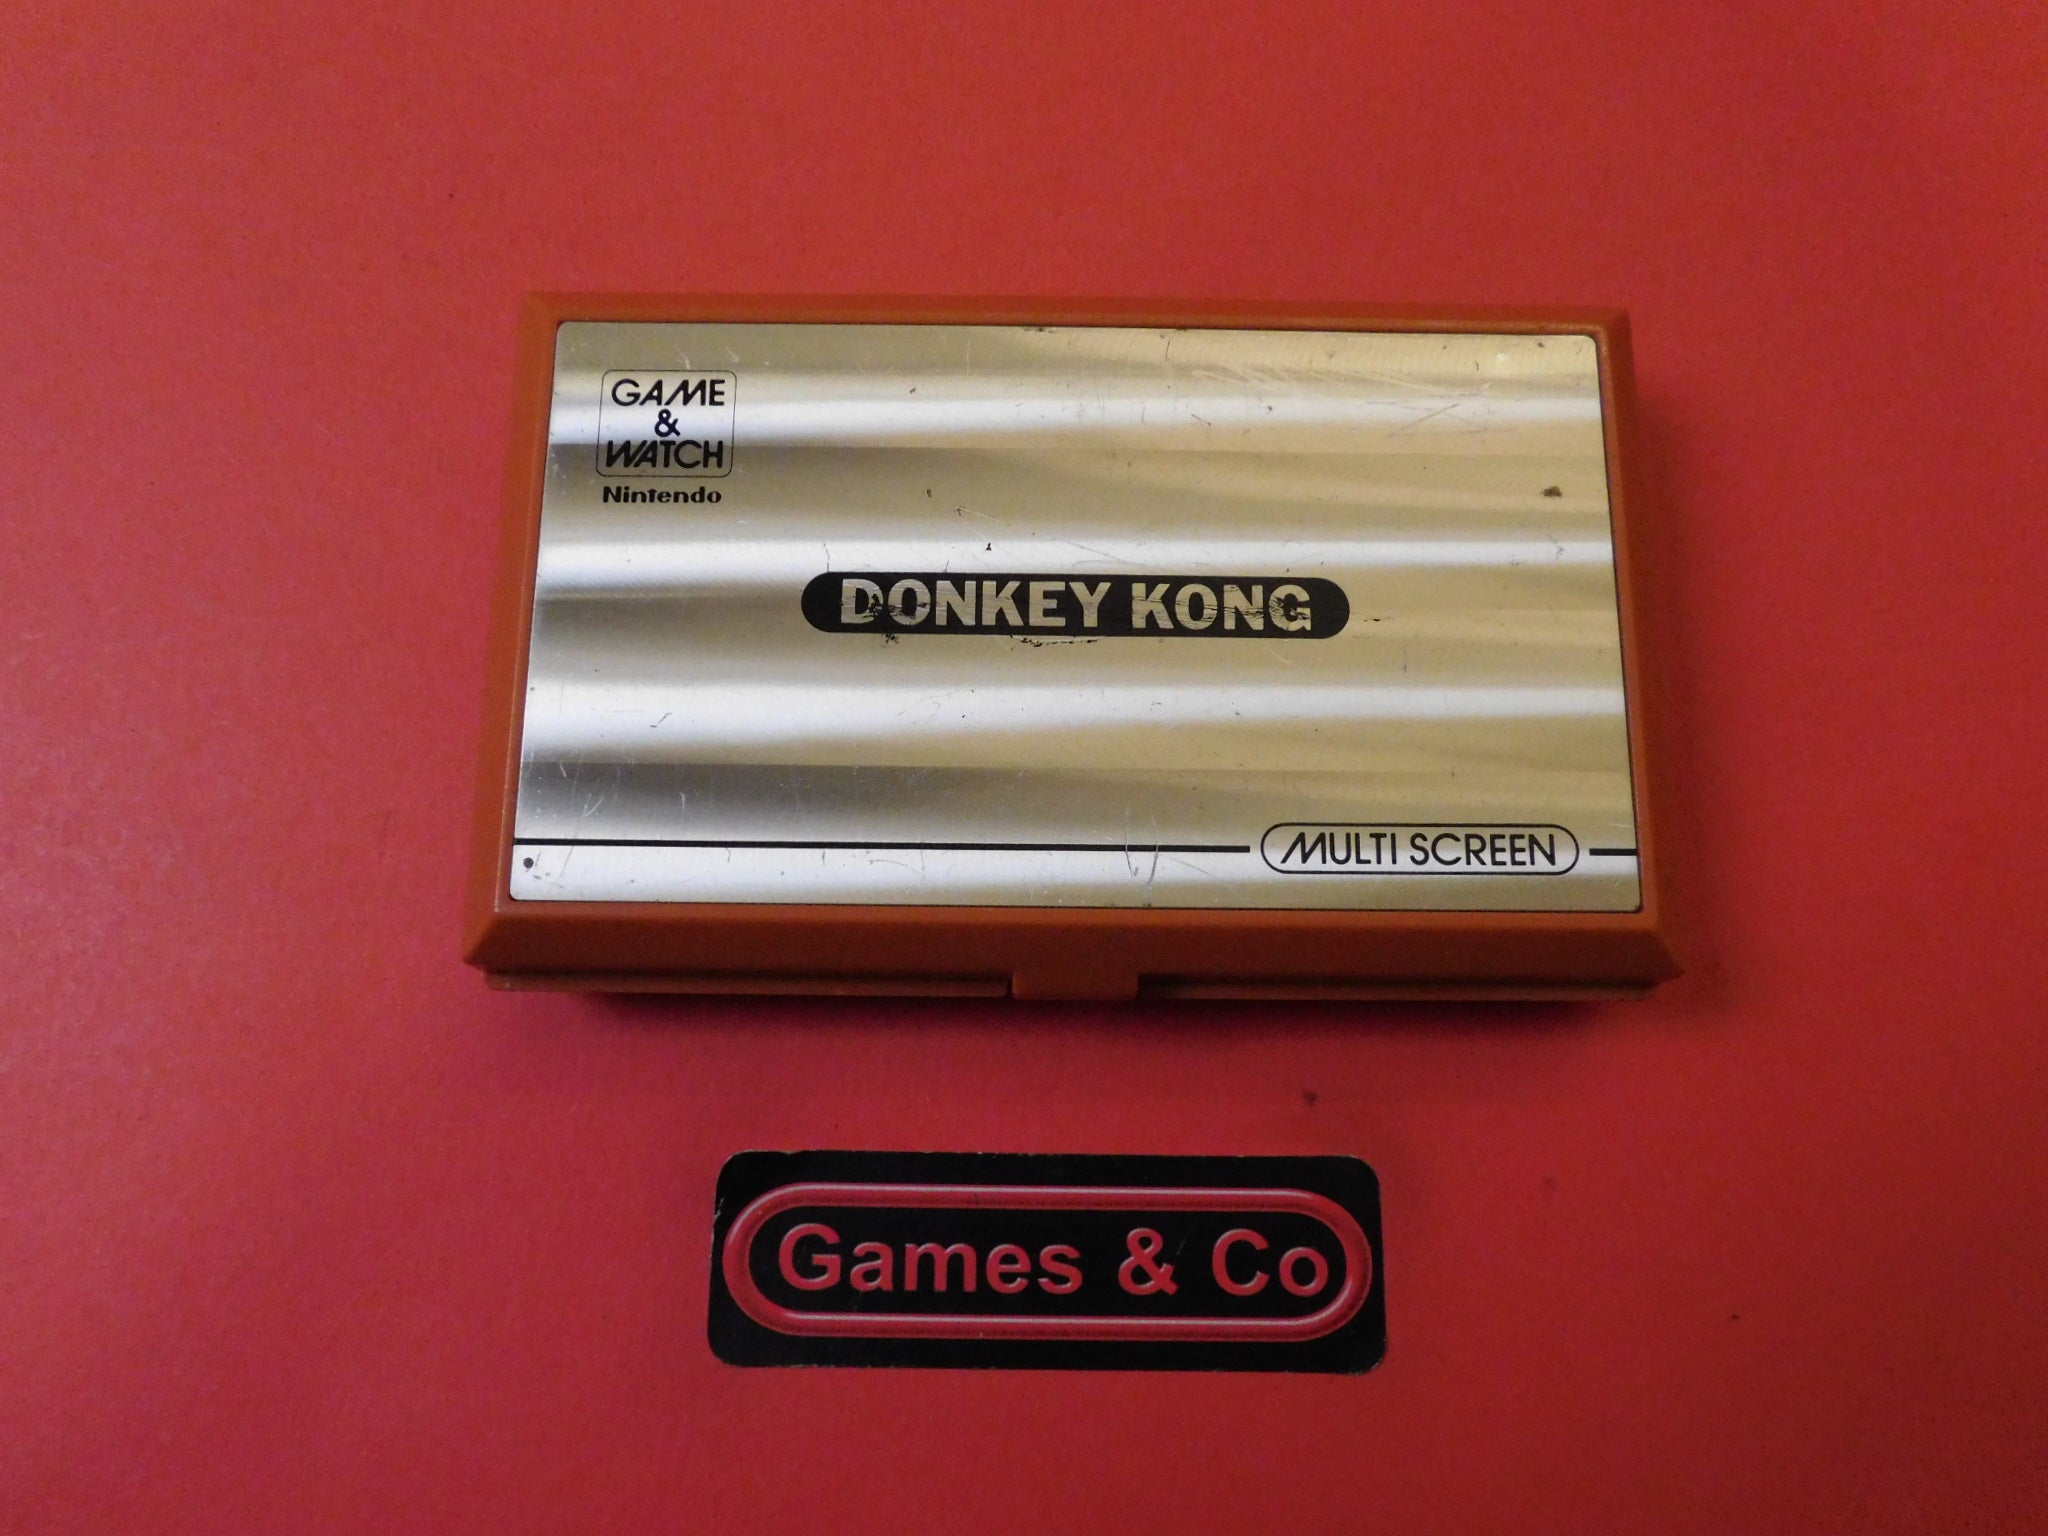 GAME
&
WATCH
Nintendo
DONKEY KONG
MULTI SCREEN
Games & Co